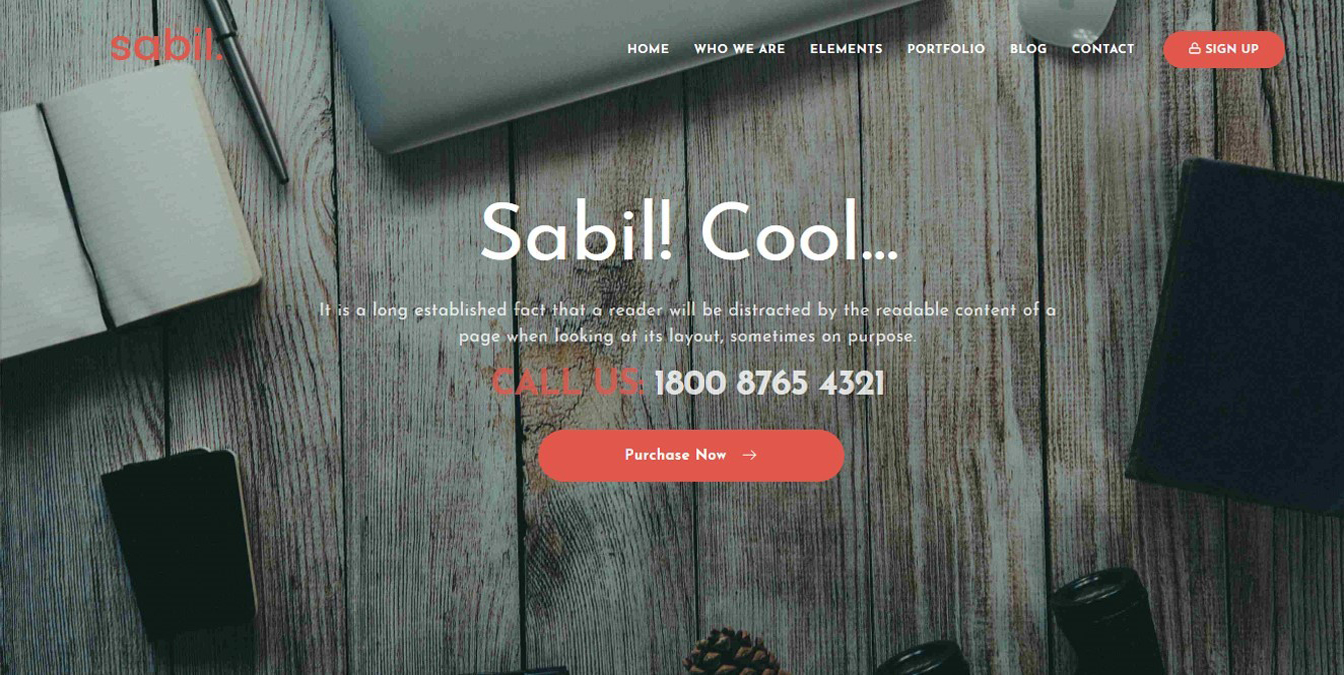 sabil.
HOME WHO WE ARE ELEMENTS PORTFOLIO BLOG CONTACT SIGN UP
Sabil! Cool...
It is a long established fact that a reader will be distracted by the readable content of a
page when looking at its layout, sometimes on purpose.
CALL US: 1800 8765 4321
Purchase Now →